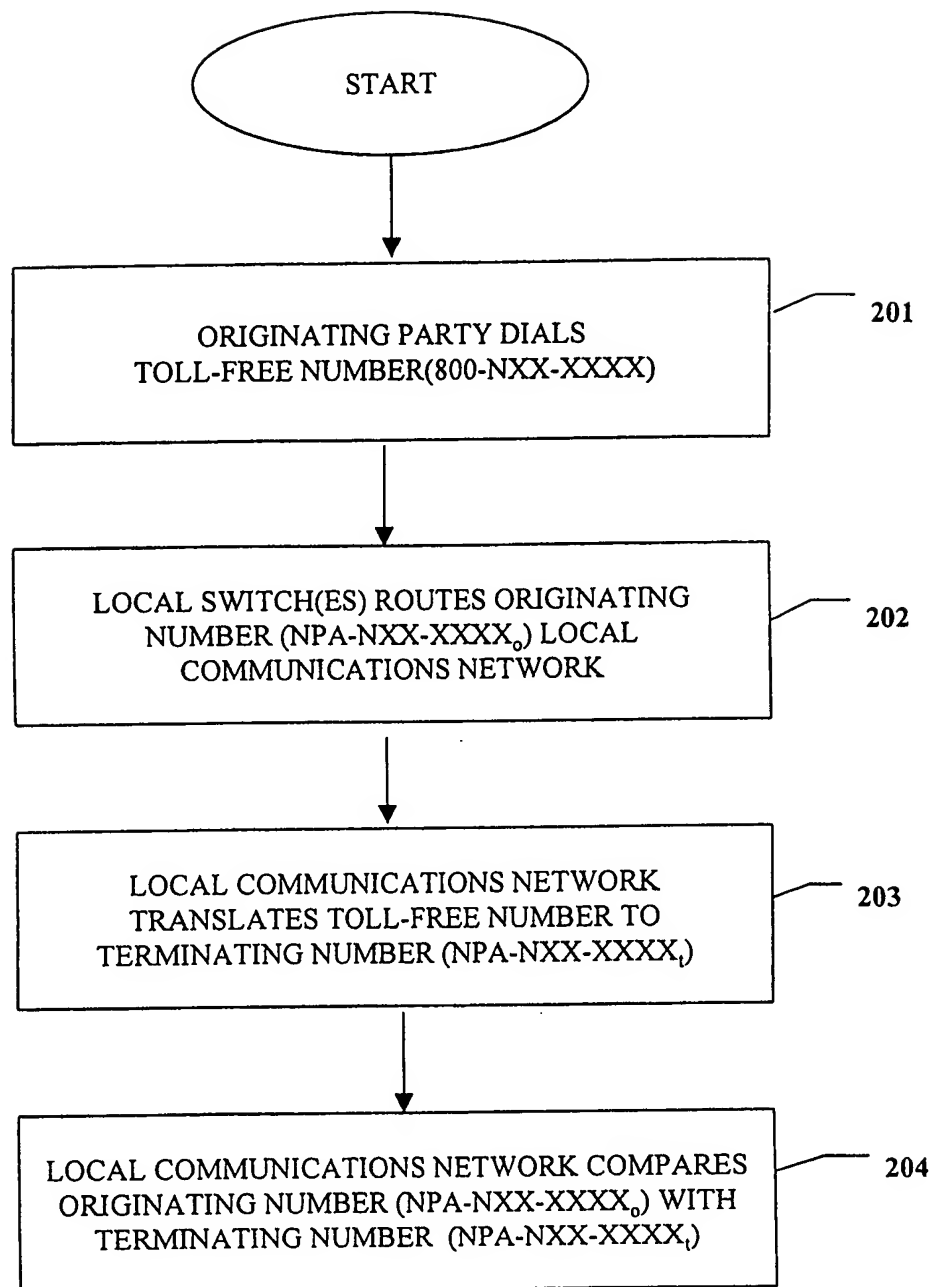 START
ORIGINATING PARTY DIALS
TOLL-FREE NUMBER(800-NXX-XXXX)
201
LOCAL SWITCH(ES) ROUTES ORIGINATING
NUMBER (NPA-NXX-XXXXₒ) LOCAL
COMMUNICATIONS NETWORK
202
LOCAL COMMUNICATIONS NETWORK
TRANSLATES TOLL-FREE NUMBER TO
TERMINATING NUMBER (NPA-NXX-XXXXₜ)
203
LOCAL COMMUNICATIONS NETWORK COMPARES
ORIGINATING NUMBER (NPA-NXX-XXXXₒ) WITH
TERMINATING NUMBER (NPA-NXX-XXXXₜ)
204